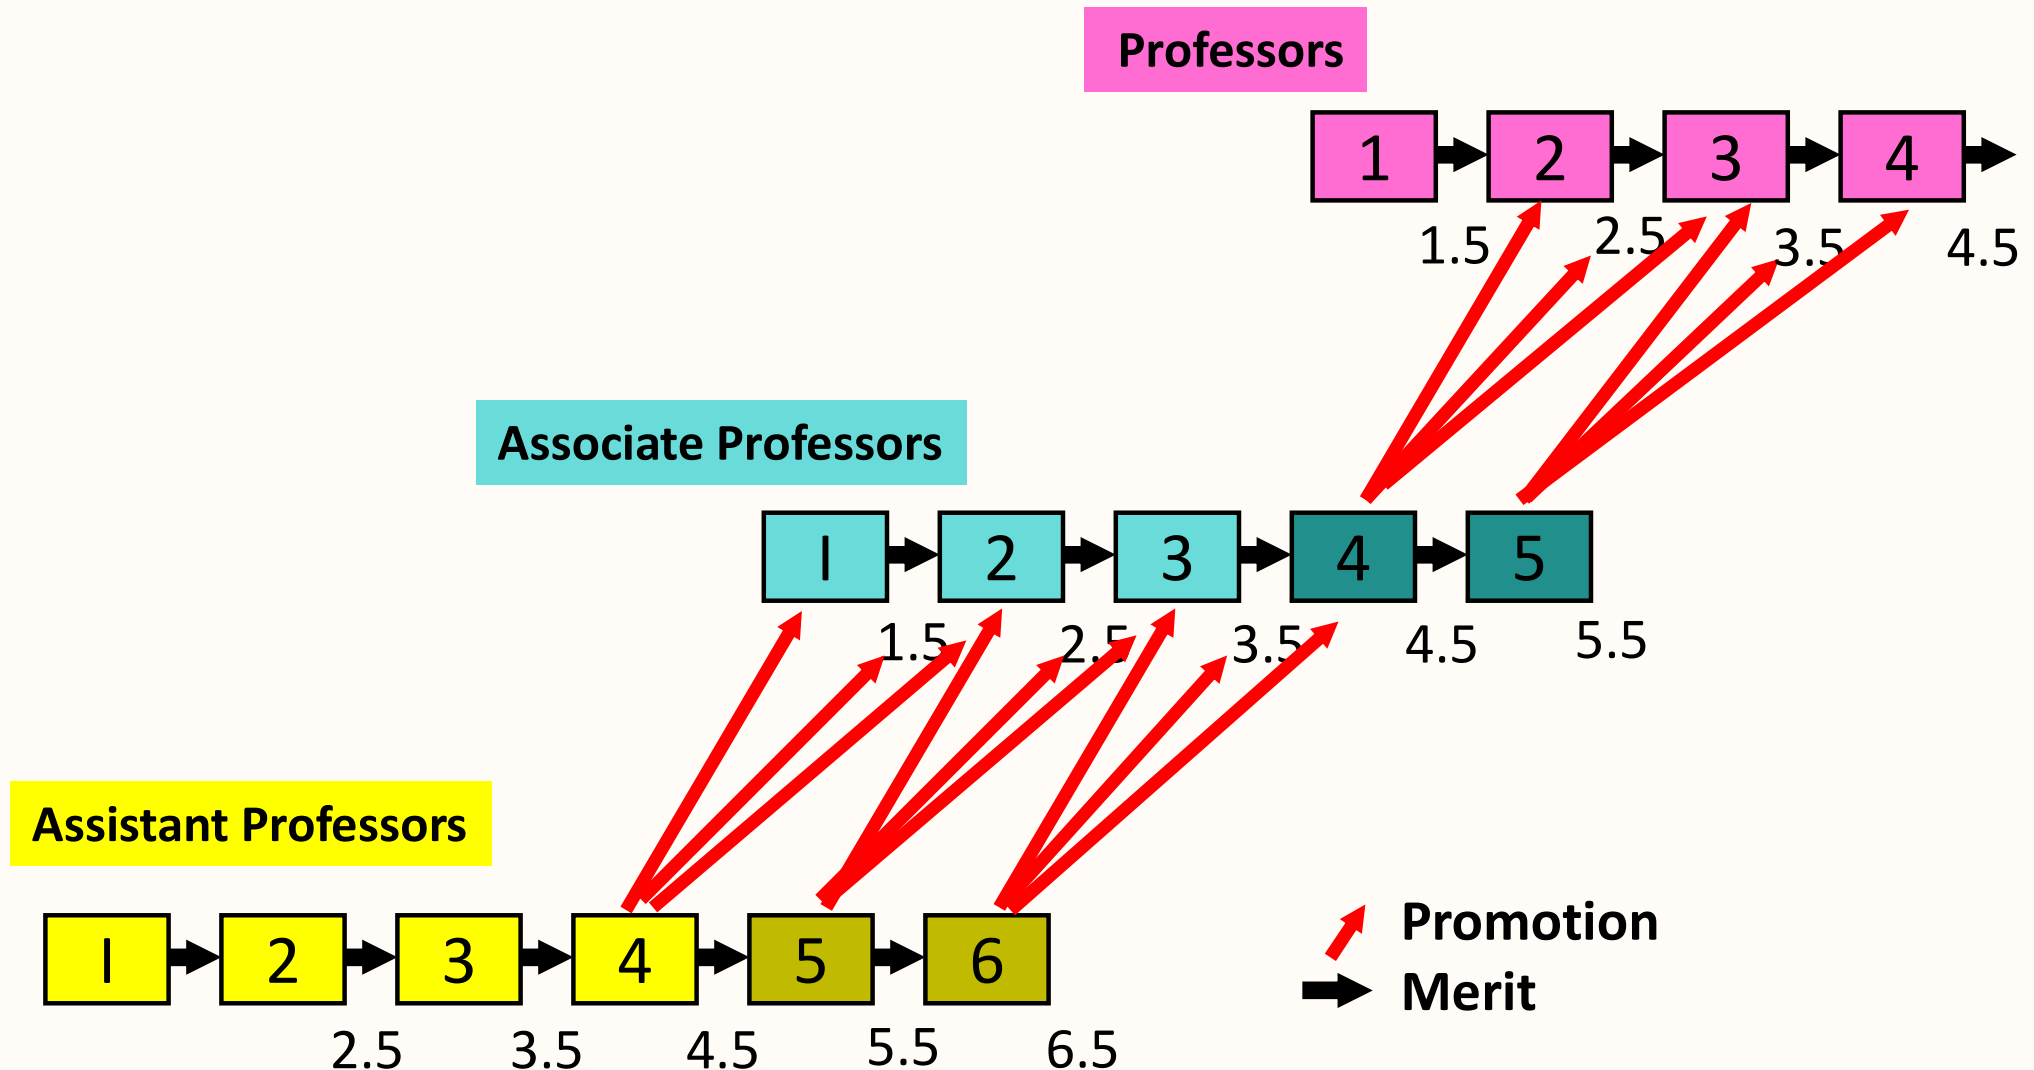 Professors
1 2 3 4
1.5 2.5 3.5 4.5
Associate Professors
I 2 3 4 5
1.5 2.5 3.5 4.5 5.5
Assistant Professors
I 2 3 4 5 6
2.5 3.5 4.5 5.5 6.5
Promotion
Merit